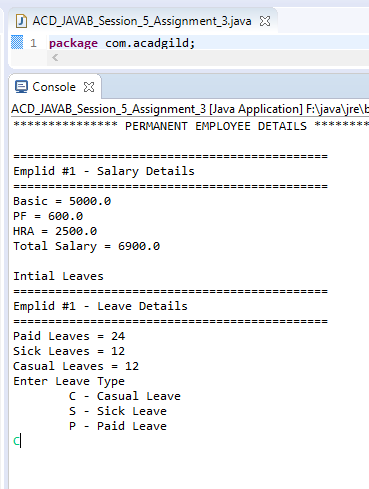 ACD_JAVAB_Session_5_Assignment_3.java
1 package com.acadgild;
Console
ACD_JAVAB_Session_5_Assignment_3 [Java Application] F:\java\jre\b
*************** PERMANENT EMPLOYEE DETAILS ********
=============================================
Emplid #1 - Salary Details
=============================================
Basic = 5000.0
PF = 600.0
HRA = 2500.0
Total Salary = 6900.0
Intial Leaves
=============================================
Emplid #1 - Leave Details
=============================================
Paid Leaves = 24
Sick Leaves = 12
Casual Leaves = 12
Enter Leave Type
C - Casual Leave
S - Sick Leave
P - Paid Leave
C